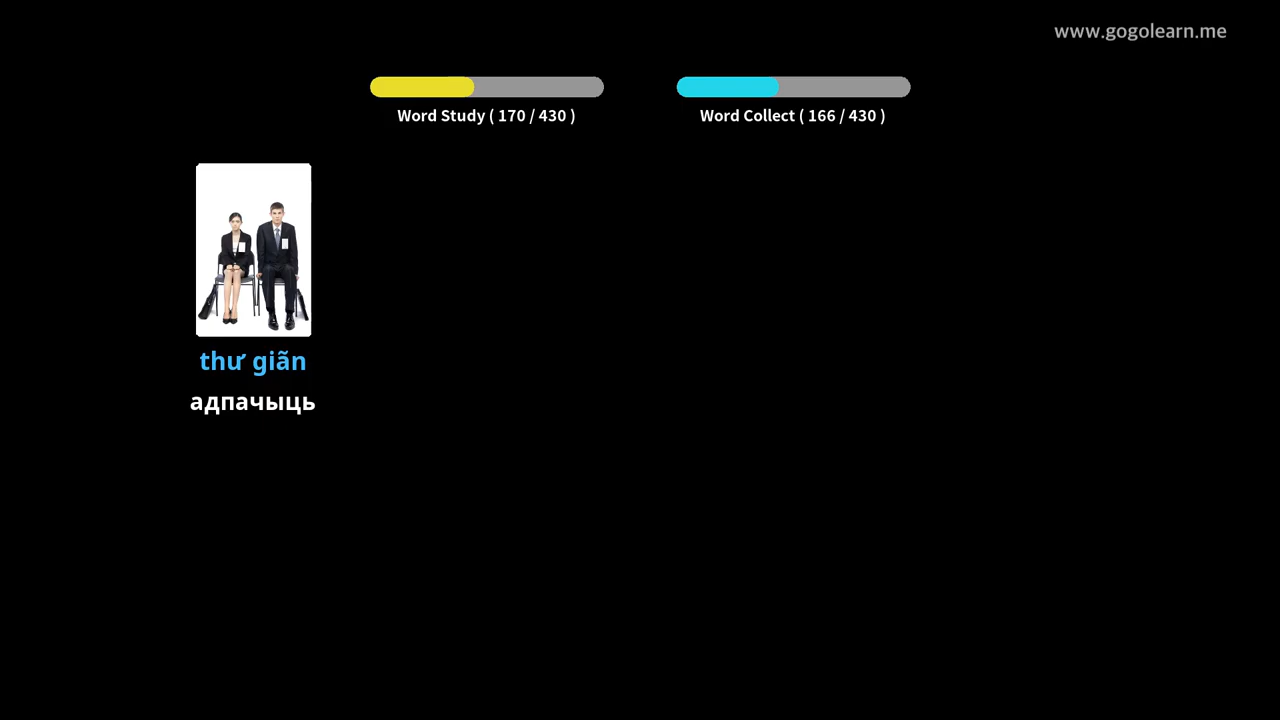 www.gogolearn.me
Word Study ( 170 / 430 )
Word Collect ( 166 / 430 )
thư giãn
адпачыць